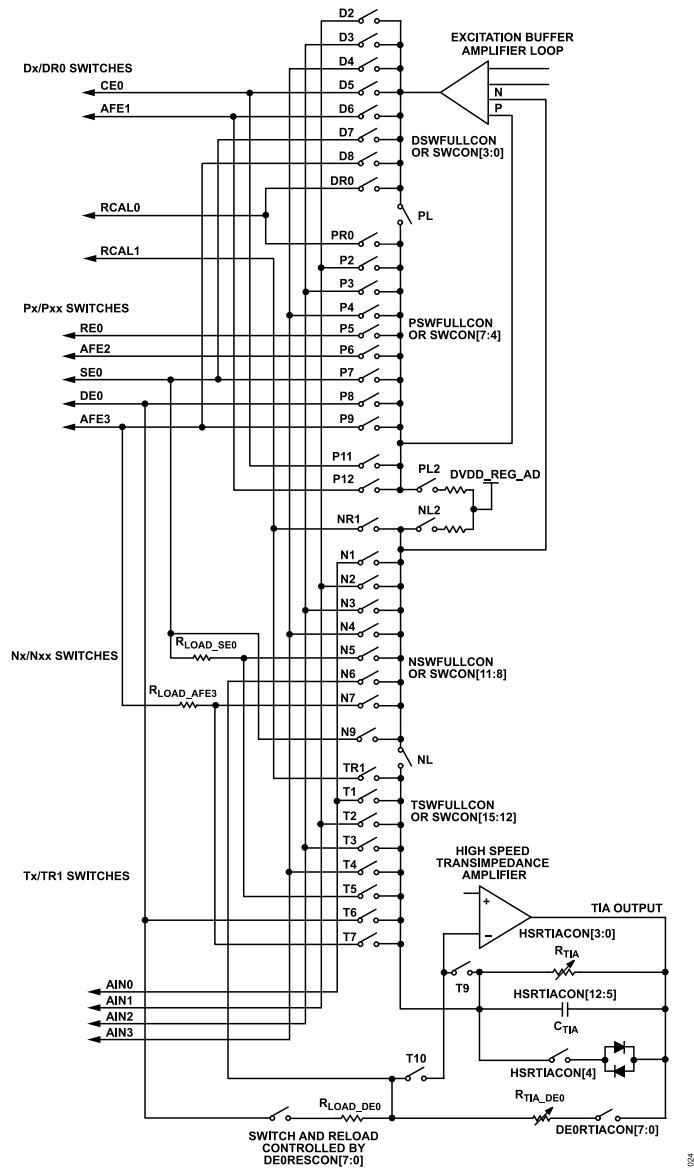 D2
EXCITATION BUFFER
AMPLIFIER LOOP
D3
Dx/DR0 SWITCHES
D4
CE0
D5
N
AFE1
D6
P
D7
DSWFULLCON
OR SWCON[3:0]
D8
DR0
RCAL0
PL
PR0
RCAL1
P2
P3
Px/Pxx SWITCHES
P4
PSWFULLCON
OR SWCON[7:4]
RE0
P5
AFE2
P6
SE0
P7
DE0
P8
AFE3
P9
P11
PL2
DVDD_REG_AD
P12
NR1
NL2
N1
N2
N3
N4
RLOAD_SE0
N5
Nx/Nxx SWITCHES
NSWFULLCON
OR SWCON[11:8]
N6
RLOAD_AFE3
N7
N9
NL
TR1
T1
TSWFULLCON
OR SWCON[15:12]
T2
T3
HIGH SPEED
TRANSIMPEDANCE
AMPLIFIER
T4
Tx/TR1 SWITCHES
T5
+
TIA OUTPUT
T6
HSRTIACON[3:0]
T7
–
RTIA
T9
AIN0
HSRTIACON[12:5]
AIN1
AIN2
CTIA
AIN3
T10
HSRTIACON[4]
RLOAD_DE0
RTIA_DE0
SWITCH AND RELOAD
CONTROLLED BY
DE0RESCON[7:0]
DE0RTIACON[7:0]
024